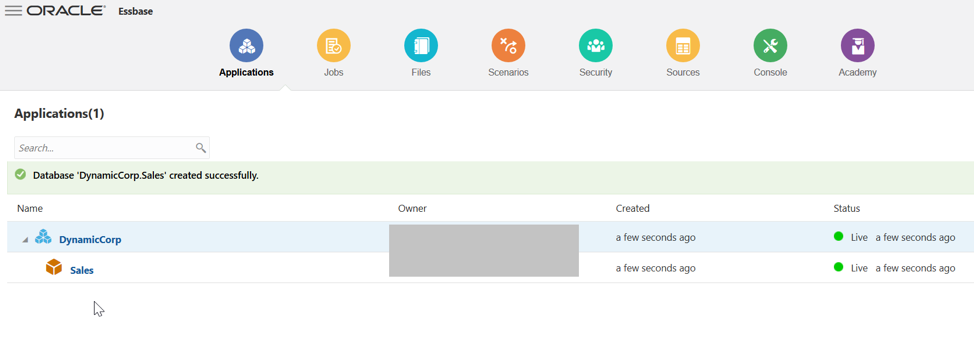 ORACLE® Essbase
Applications Jobs Files Scenarios Security Sources Console Academy
Applications(1)
Search...
Database 'DynamicCorp.Sales' created successfully.
Name Owner Created Status
DynamicCorp a few seconds ago Live a few seconds ago
Sales a few seconds ago Live a few seconds ago